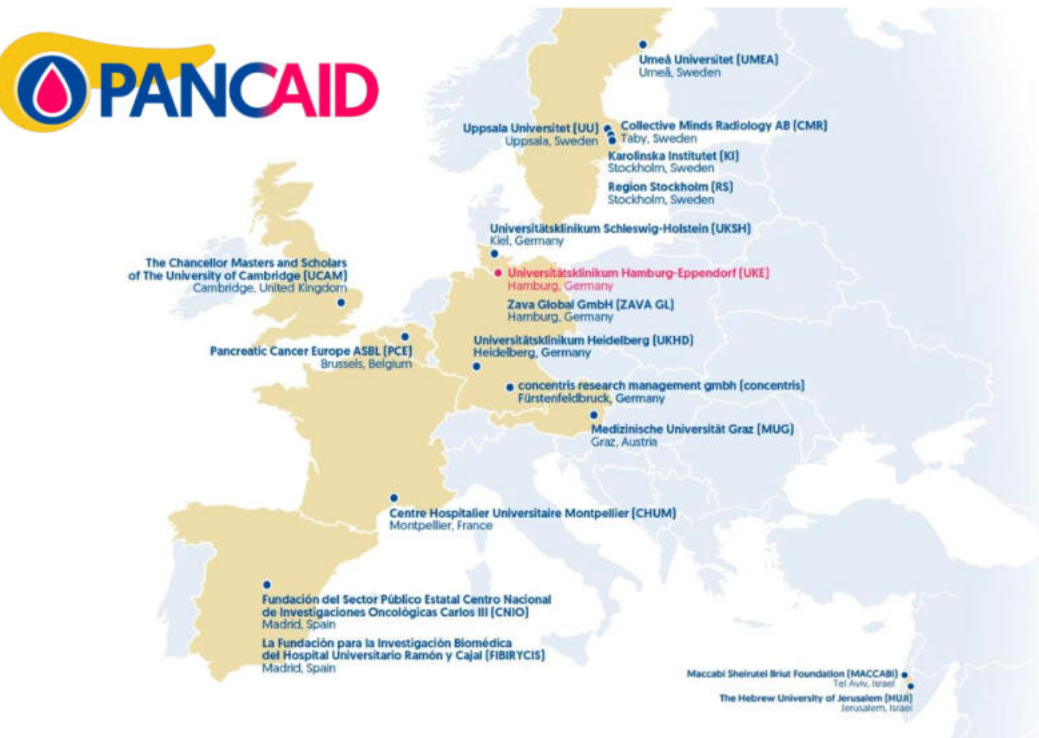 PANCAID
Umeå Universitet (UMEA)
Umeå, Sweden
Uppsala Universitet (UU)
Uppsala, Sweden
Collective Minds Radiology AB (CMR)
Taby, Sweden
Karolinska Institutet (KI)
Stockholm, Sweden
Region Stockholm (RS)
Stockholm, Sweden
Universitätsklinikum Schleswig-Holstein (UKSH)
Kiel, Germany
The Chancellor Masters and Scholars
of The University of Cambridge (UCAM)
Cambridge, United Kingdom
Universitätsklinikum Hamburg-Eppendorf (UKE)
Hamburg, Germany
Zava Global GmbH (ZAVA GL)
Hamburg, Germany
Pancreatic Cancer Europe ASBL (PCE)
Brussels, Belgium
Universitätsklinikum Heidelberg (UKHD)
Heidelberg, Germany
concentris research management gmbh (concentris)
Fürstenfeldbruck, Germany
Medizinische Universität Graz (MUG)
Graz, Austria
Centre Hospitalier Universitaire Montpellier (CHUM)
Montpellier, France
Fundación del Sector Público Estatal Centro Nacional
de Investigaciones Oncológicas Carlos III (CNIO)
Madrid, Spain
La Fundación para la Investigación Biomédica
del Hospital Universitario Ramón y Cajal (FIBIRYCIS)
Madrid, Spain
Maccabi Sheirutel Briut Foundation (MACCABI)
Tel Aviv, Israel
The Hebrew University of Jerusalem (HUJI)
Jerusalem, Israel